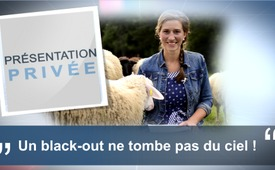 PRÉSENTATION
PRIVÉE
„ Un black-out ne tombe pas du ciel ! “